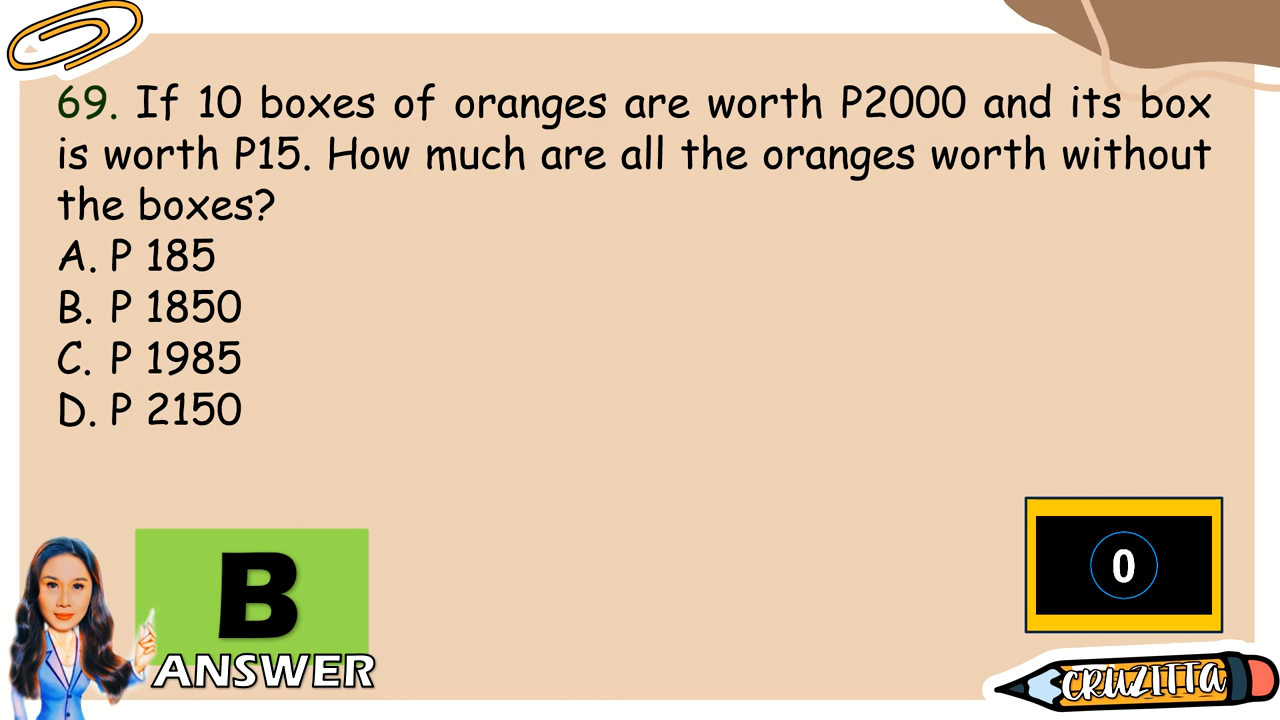 69. If 10 boxes of oranges are worth P2000 and its box
is worth P15. How much are all the oranges worth without
the boxes?
A. P 185
B. P 1850
C. P 1985
D. P 2150
B
ANSWER
0
CRUZITTA